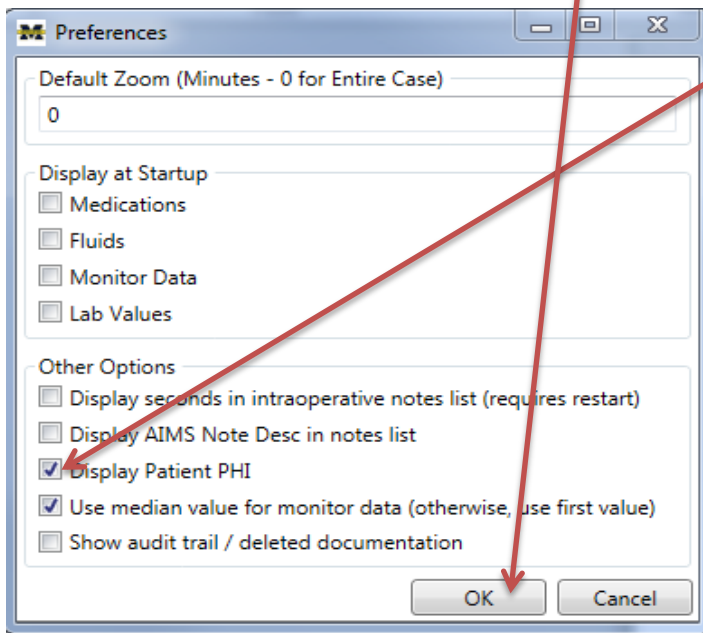 Preferences
Default Zoom (Minutes - 0 for Entire Case)
0
Display at Startup
Medications
Fluids
Monitor Data
Lab Values
Other Options
Display seconds in intraoperative notes list (requires restart)
Display AIMS Note Desc in notes list
Display Patient PHI
Use median value for monitor data (otherwise, use first value)
Show audit trail / deleted documentation
OK Cancel